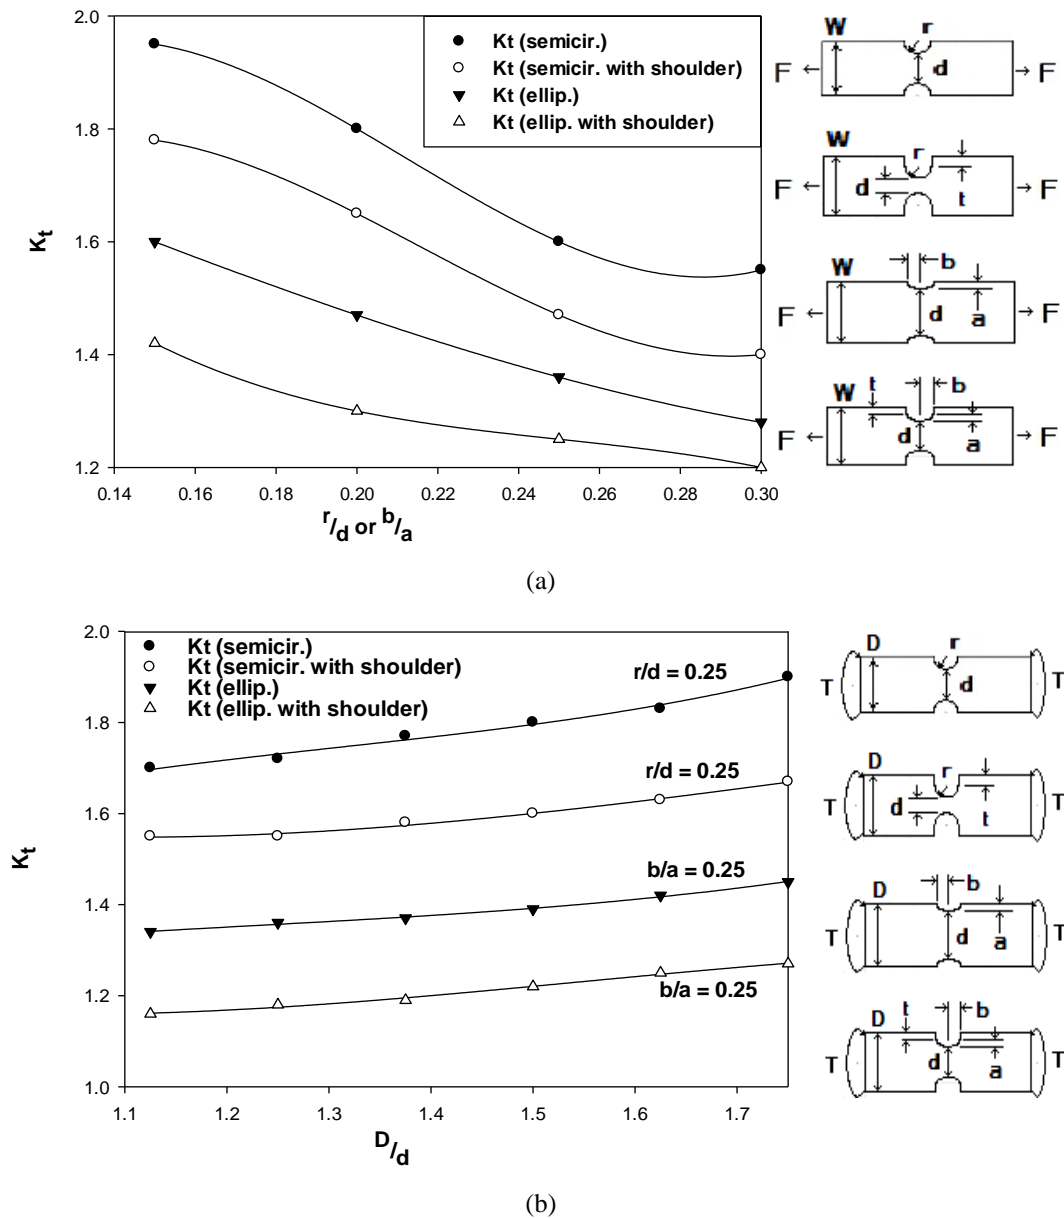 2.0
1.8
1.6
1.4
1.2
Kt
0.14 0.16 0.18 0.20 0.22 0.24 0.26 0.28 0.30
r/d or b/a
Kt (semicir.)
Kt (semicir. with shoulder)
Kt (ellip.)
Kt (ellip. with shoulder)
W r
F d F
W r
F d t F
W b
F d a F
t b
W
F d a F
(a)
2.0
1.8
1.6
1.4
1.2
1.0
Kt
1.1 1.2 1.3 1.4 1.5 1.6 1.7
D/d
Kt (semicir.)
Kt (semicir. with shoulder)
Kt (ellip.)
Kt (ellip. with shoulder)
r/d = 0.25
r/d = 0.25
b/a = 0.25
b/a = 0.25
D r
T d T
D r
T d t T
D b
T d a T
t b
D
T d a T
(b)